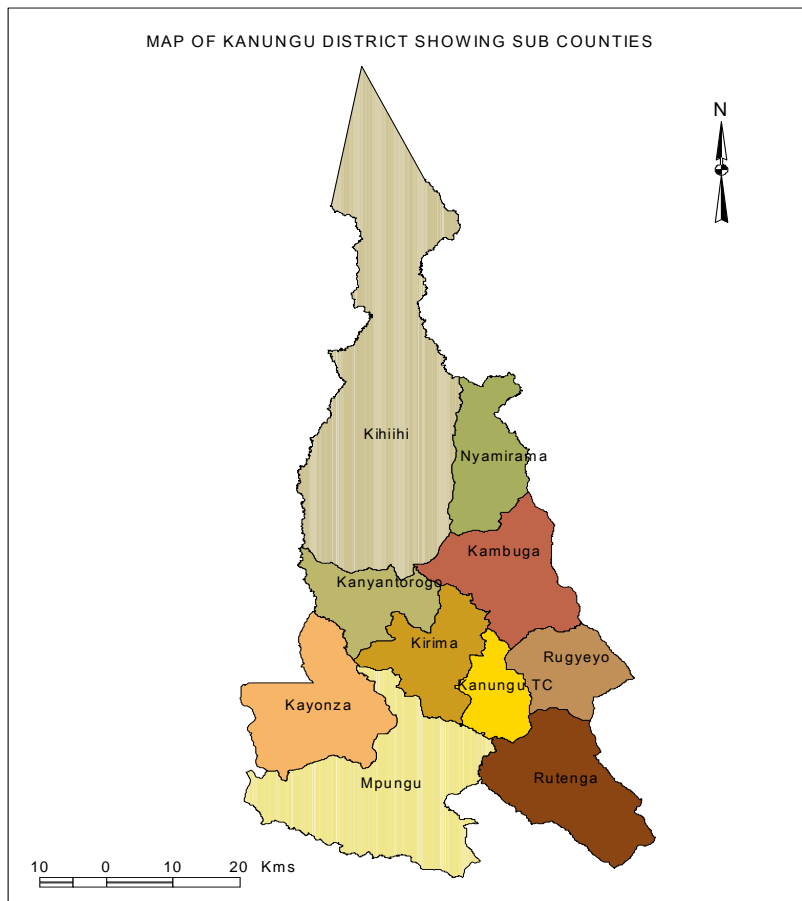 MAP OF KANUNGU DISTRICT SHOWING SUB COUNTIES
N
Kihiihi
Nyamirama
Kambuga
Kanyantorogo
Kirima
Rugyeyo
Kanungu TC
Kayonza
Rutenga
Mpungu
10 0 10 20 Kms